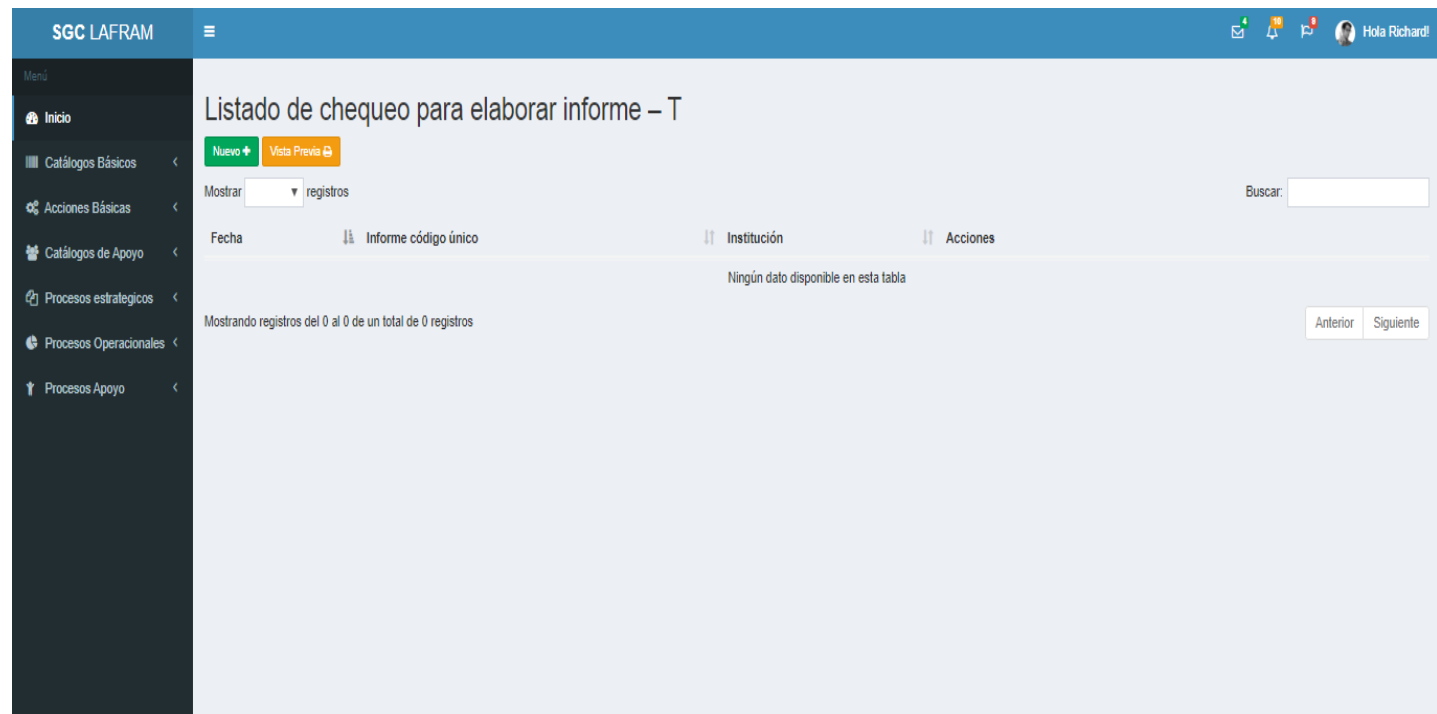 SGC LAFRAM
4
10
9
Hola Richard!
Menú
Inicio
Catálogos Básicos
Acciones Básicas
Catálogos de Apoyo
Procesos estrategicos
Procesos Operacionales
Procesos Apoyo
Listado de chequeo para elaborar informe – T
Nuevo
Vista Previa
Mostrar registros
Buscar:
Fecha Informe código único Institución Acciones
Ningún dato disponible en esta tabla
Mostrando registros del 0 al 0 de un total de 0 registros
Anterior Siguiente